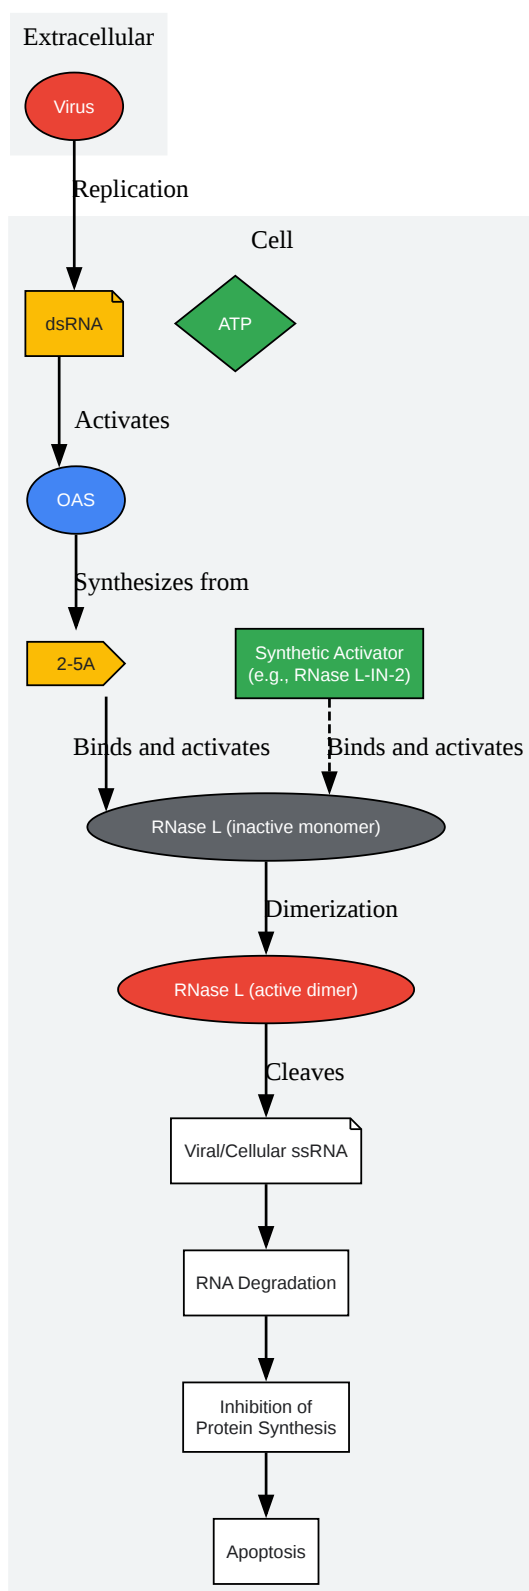 Extracellular
Virus
Replication
Cell
dsRNA
ATP
Activates
OAS
Synthesizes from
2-5A
Synthetic Activator
(e.g., RNase L-IN-2)
Binds and activates
Binds and activates
RNase L (inactive monomer)
Dimerization
RNase L (active dimer)
Cleaves
Viral/Cellular ssRNA
RNA Degradation
Inhibition of
Protein Synthesis
Apoptosis